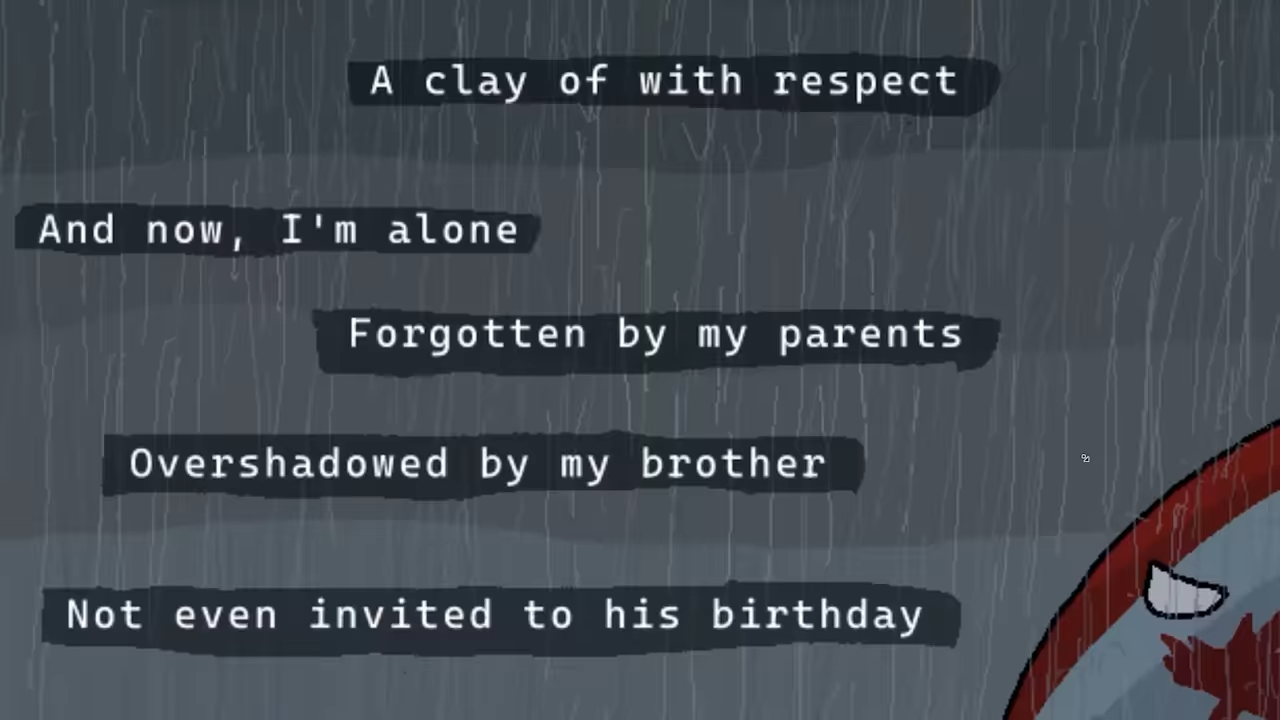 A clay of with respect
And now, I'm alone
Forgotten by my parents
Overshadowed by my brother
Not even invited to his birthday